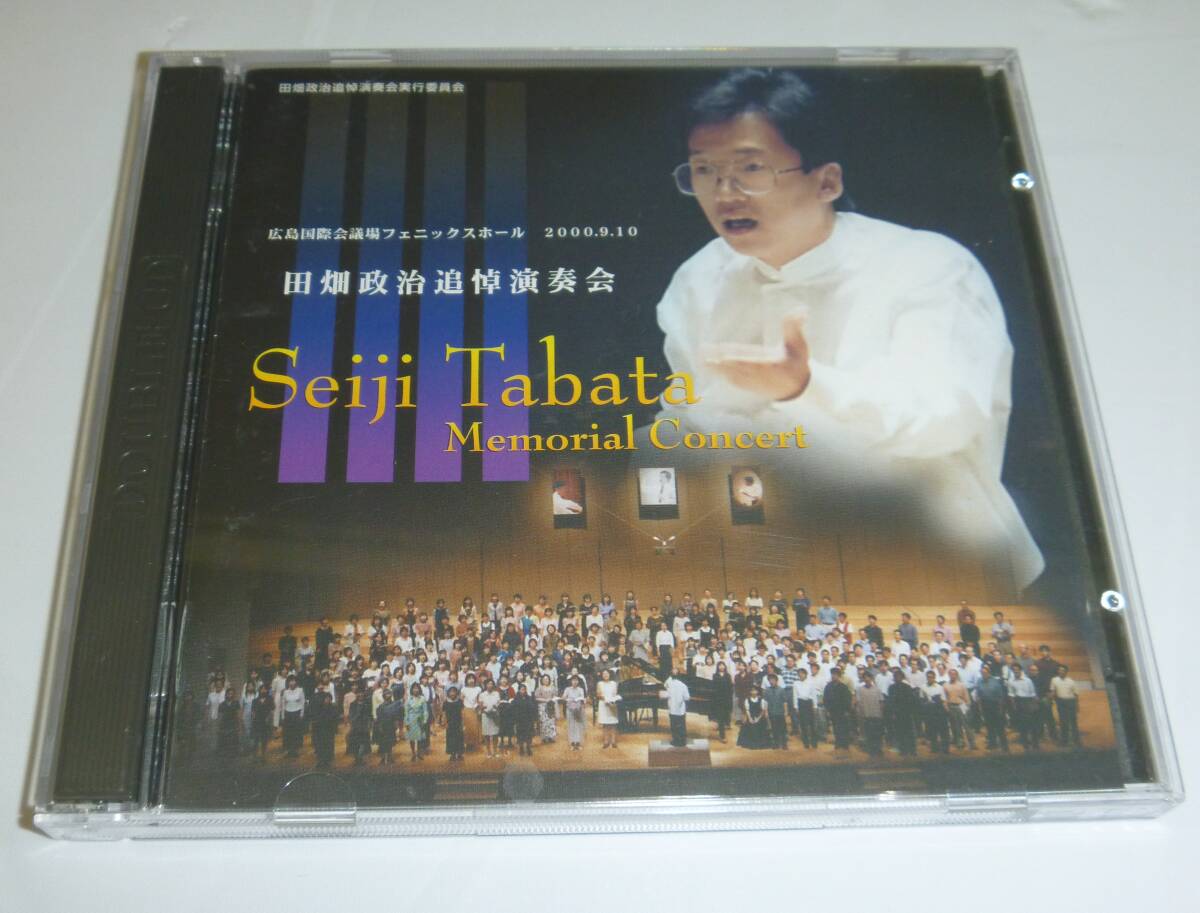 田畑政治追悼演奏会実行委員会
広島国際会議場フェニックスホール 2000.9.10
田畑政治追悼演奏会
Seiji Tabata
Memorial Concert